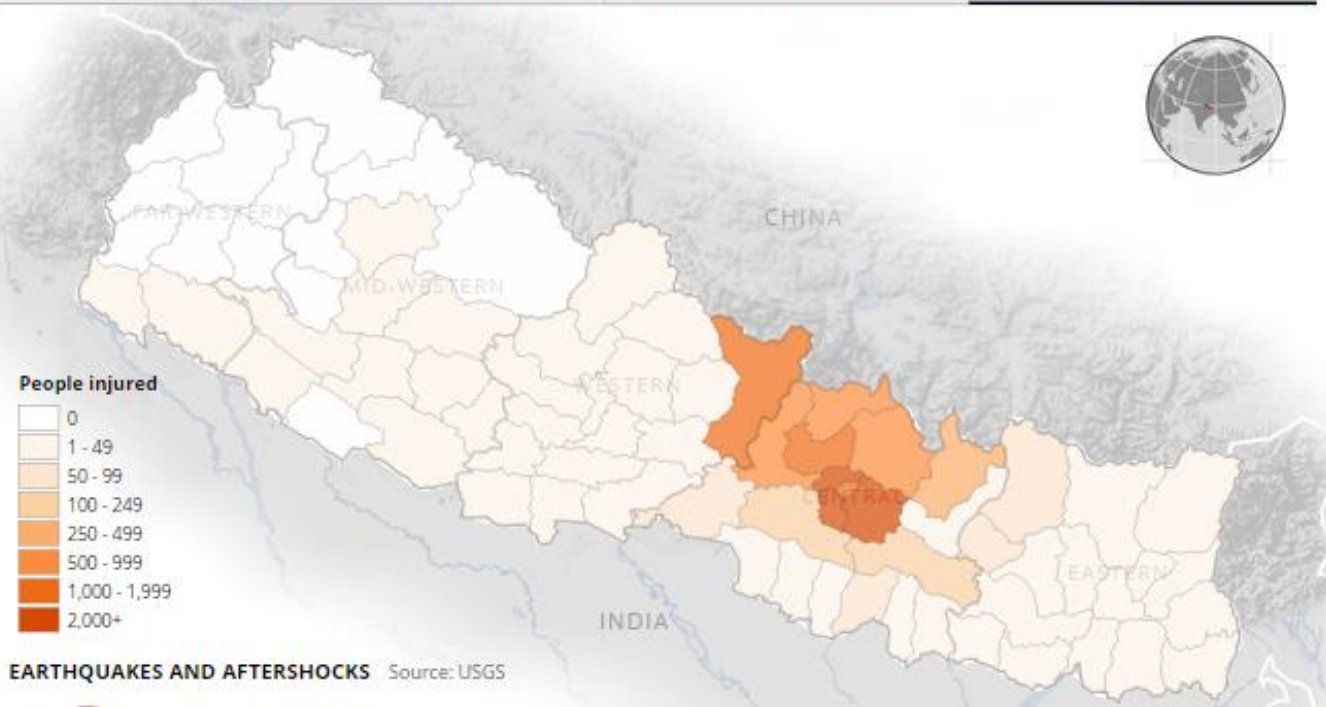 CHINA
FAR-WESTERN
MID-WESTERN
WESTERN
People injured
0
1 - 49
50 - 99
100 - 249
250 - 499
500 - 999
1,000 - 1,999
2,000+
CENTRAL
EASTERN
INDIA
EARTHQUAKES AND AFTERSHOCKS Source: USGS